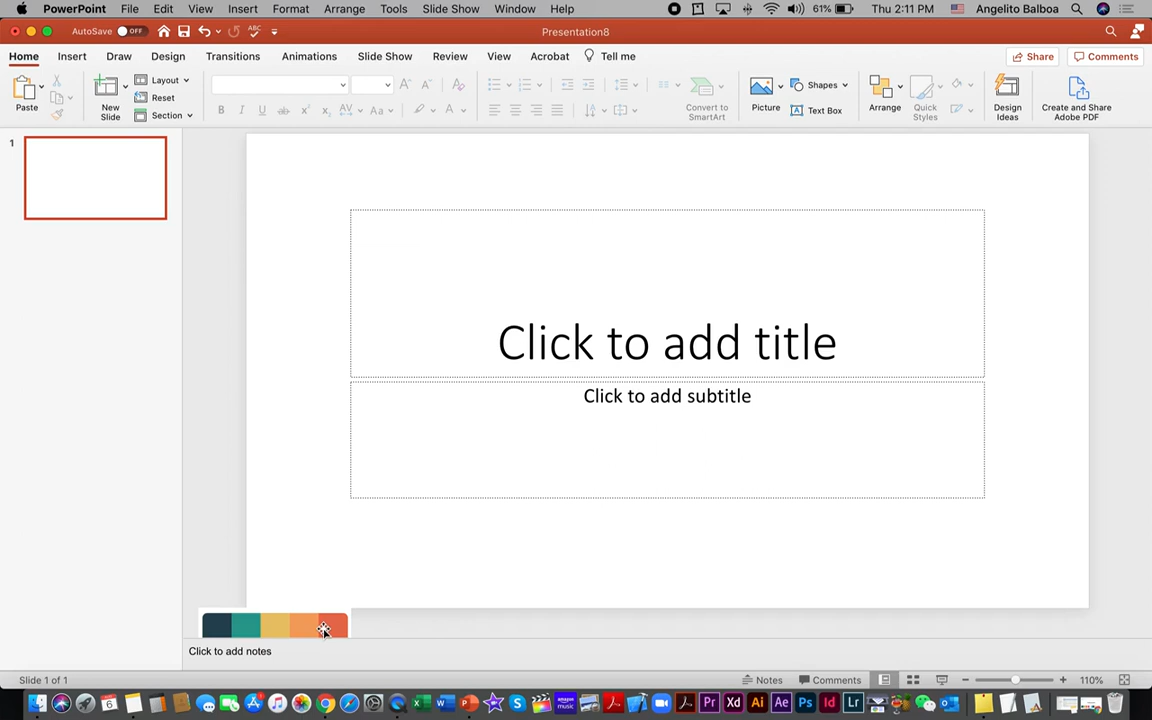 PowerPoint File Edit View Insert Format Arrange Tools Slide Show Window Help 61% Thu 2:11 PM Angelito Balboa
AutoSave OFF Presentation8
Home Insert Draw Design Transitions Animations Slide Show Review View Acrobat Tell me Share Comments
Paste New Slide Layout Reset Section Convert to SmartArt Picture Shapes Text Box Arrange Quick Styles Design Ideas Create and Share Adobe PDF
1
Click to add title
Click to add subtitle
Click to add notes
Slide 1 of 1 Notes Comments 110%